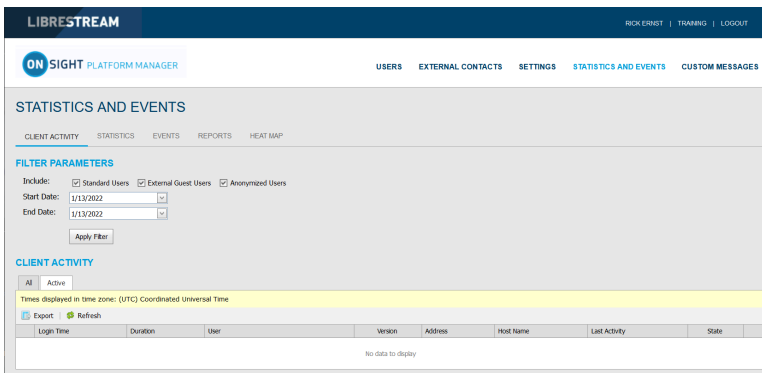 LIBRESTREAM
RICK ERNST | TRAINING | LOGOUT
ON SIGHT PLATFORM MANAGER
USERS EXTERNAL CONTACTS SETTINGS STATISTICS AND EVENTS CUSTOM MESSAGES
STATISTICS AND EVENTS
CLIENT ACTIVITY STATISTICS EVENTS REPORTS HEAT MAP
FILTER PARAMETERS
Include: Standard Users External Guest Users Anonymized Users
Start Date: 1/13/2022
End Date: 1/13/2022
Apply Filter
CLIENT ACTIVITY
All Active
Times displayed in time zone: (UTC) Coordinated Universal Time
Export | Refresh
Login Time Duration User Version Address Host Name Last Activity State
No data to display